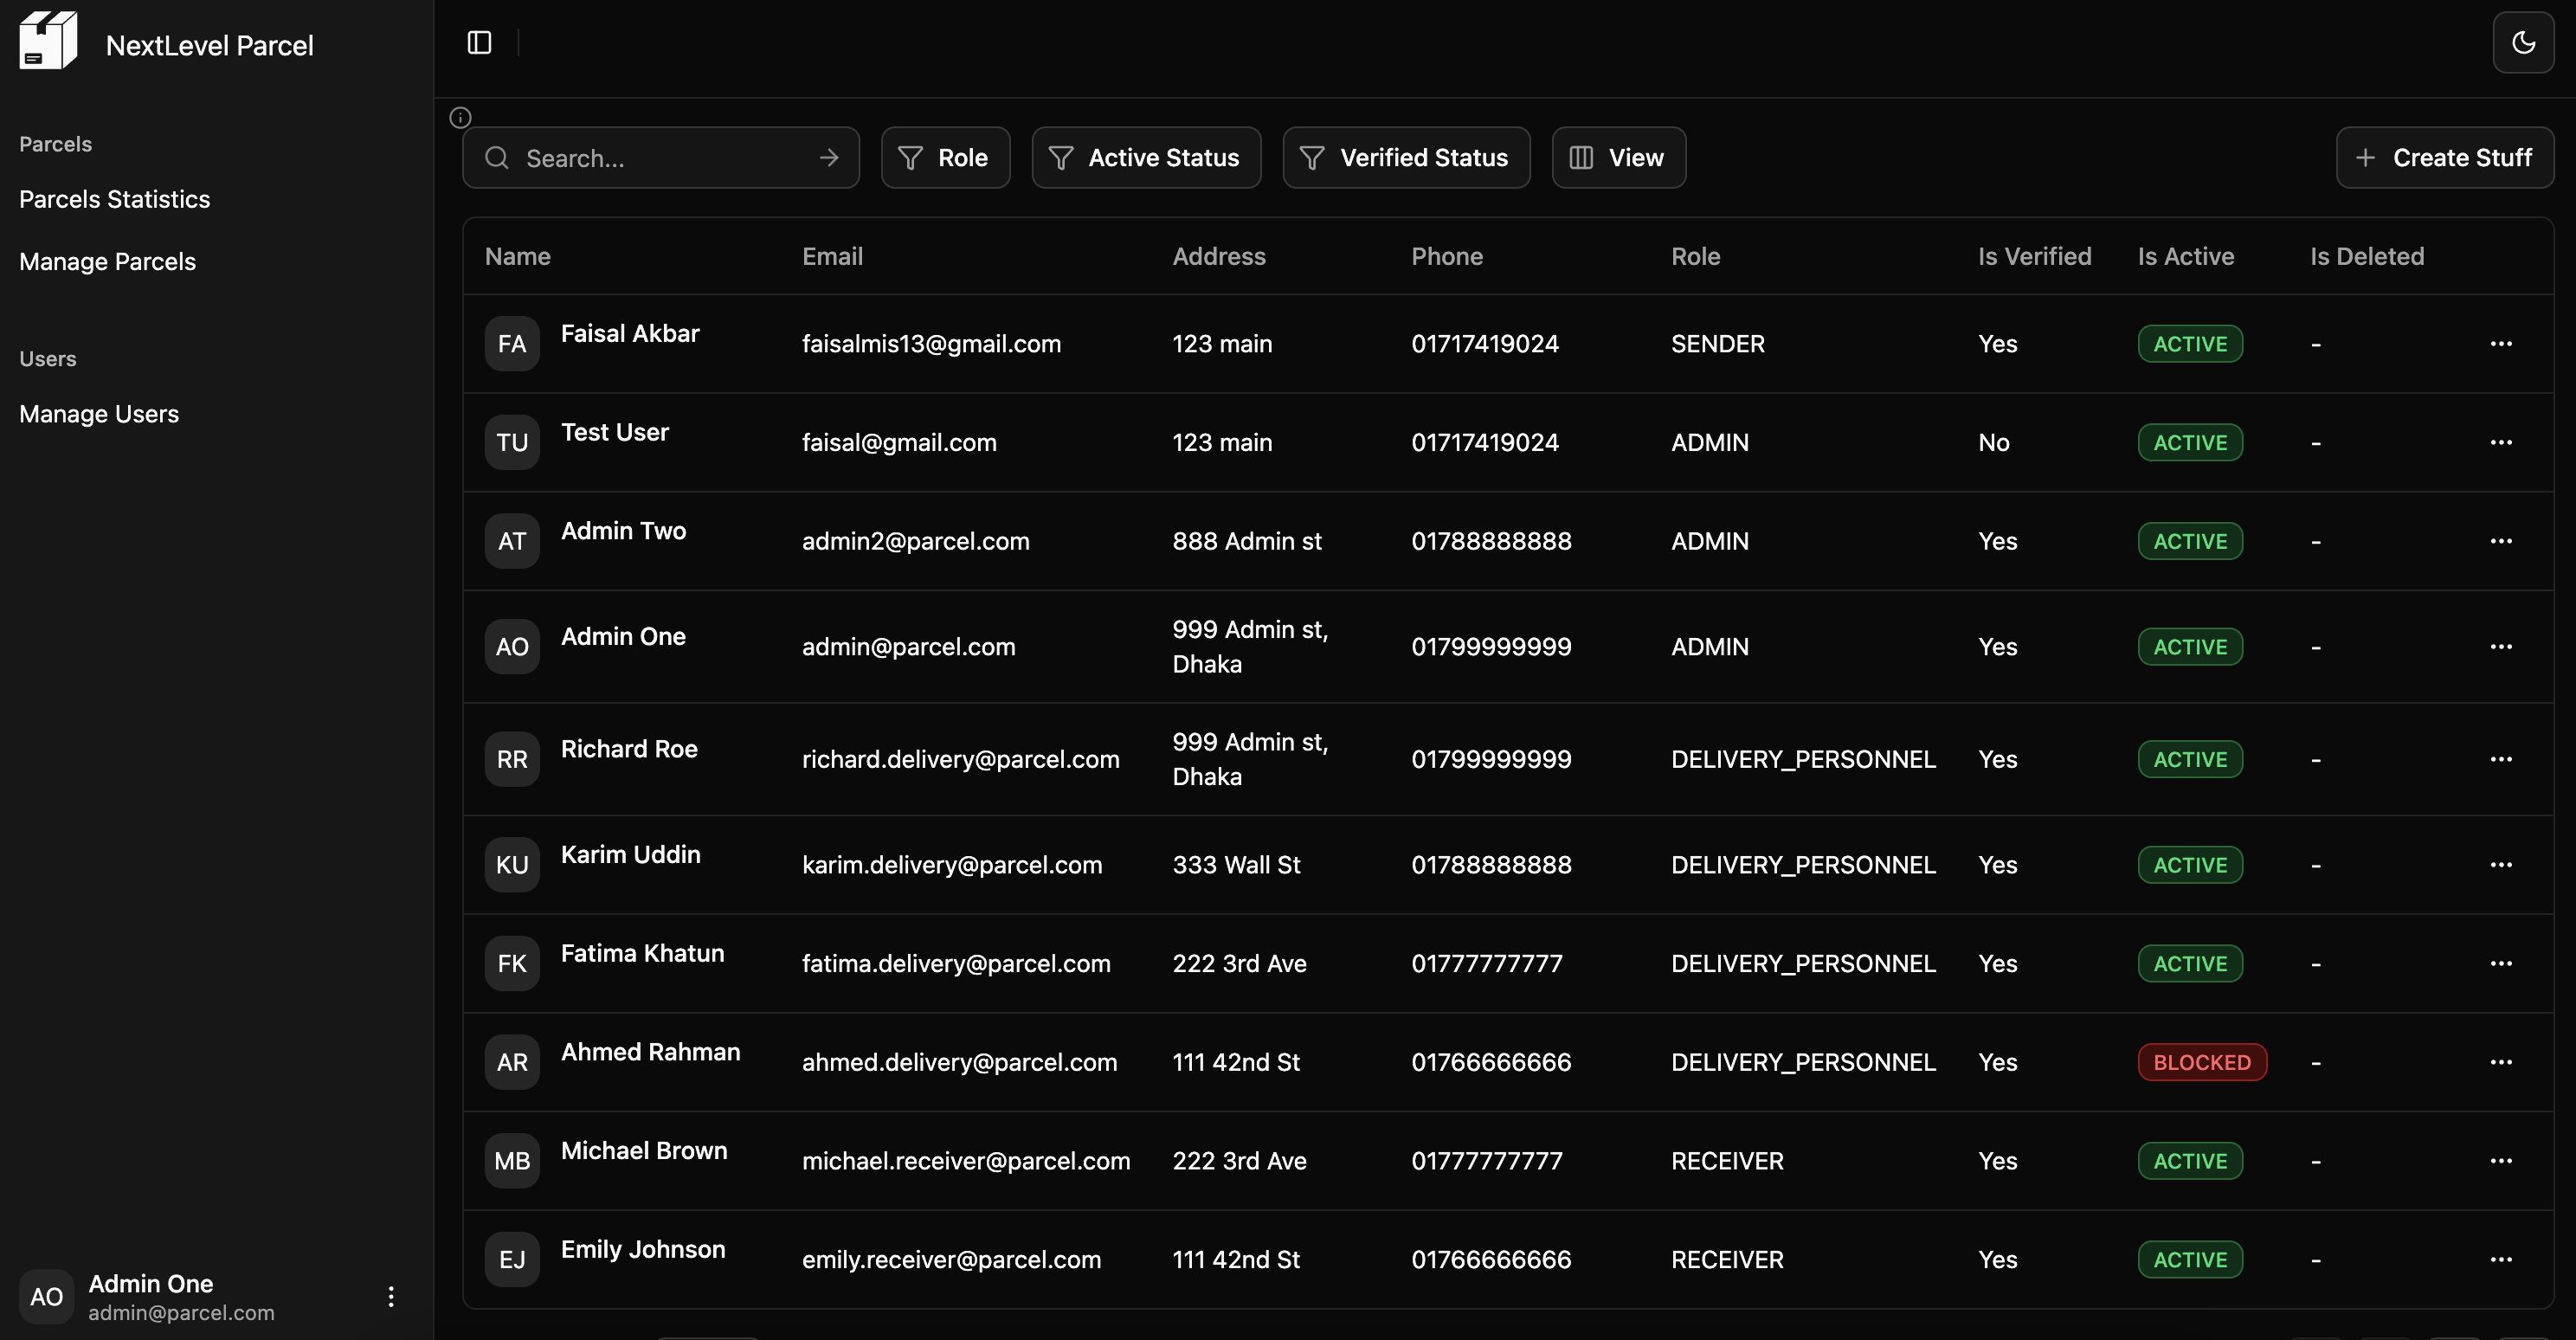 NextLevel Parcel
Parcels
Parcels Statistics
Manage Parcels
Users
Manage Users
Search...
Role
Active Status
Verified Status
View
Create Stuff
Name Email Address Phone Role Is Verified Is Active Is Deleted
FA Faisal Akbar faisalmis13@gmail.com 123 main 01717419024 SENDER Yes ACTIVE -
TU Test User faisal@gmail.com 123 main 01717419024 ADMIN No ACTIVE -
AT Admin Two admin2@parcel.com 888 Admin st 01788888888 ADMIN Yes ACTIVE -
AO Admin One admin@parcel.com 999 Admin st,
Dhaka 01799999999 ADMIN Yes ACTIVE -
RR Richard Roe richard.delivery@parcel.com 999 Admin st,
Dhaka 01799999999 DELIVERY_PERSONNEL Yes ACTIVE -
KU Karim Uddin karim.delivery@parcel.com 333 Wall St 01788888888 DELIVERY_PERSONNEL Yes ACTIVE -
FK Fatima Khatun fatima.delivery@parcel.com 222 3rd Ave 01777777777 DELIVERY_PERSONNEL Yes ACTIVE -
AR Ahmed Rahman ahmed.delivery@parcel.com 111 42nd St 01766666666 DELIVERY_PERSONNEL Yes BLOCKED -
MB Michael Brown michael.receiver@parcel.com 222 3rd Ave 01777777777 RECEIVER Yes ACTIVE -
EJ Emily Johnson emily.receiver@parcel.com 111 42nd St 01766666666 RECEIVER Yes ACTIVE -
AO Admin One
admin@parcel.com